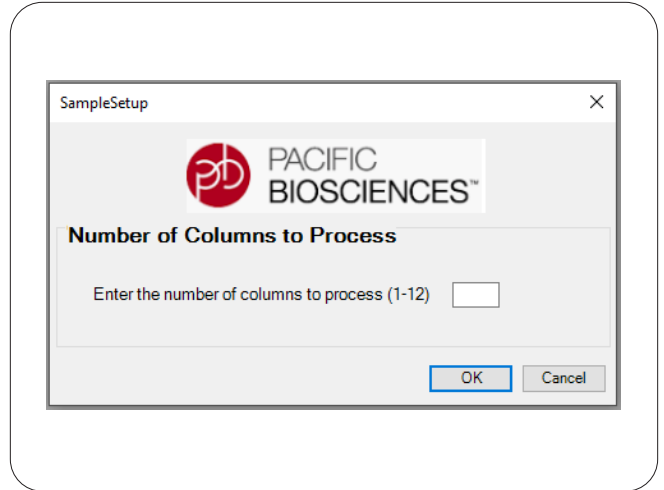 SampleSetup
pb
PACIFIC
BIOSCIENCES™
Number of Columns to Process
Enter the number of columns to process (1-12)
OK Cancel